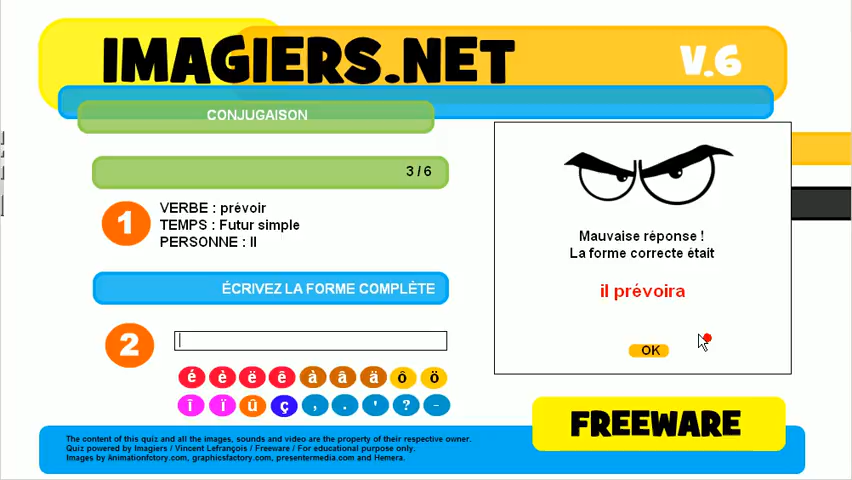 IMAGIERS.NET
V.6
CONJUGAISON
3 / 6
1
VERBE : prévoir
TEMPS : Futur simple
PERSONNE : Il
ÉCRIVEZ LA FORME COMPLÈTE
2
é è ë ê à â ä ô ö
î ï û ç , . ' ? -
Mauvaise réponse !
La forme correcte était
il prévoira
OK
FREEWARE
The content of this quiz and all the images, sounds and video are the property of their respective owner.
Quiz powered by Imagiers / Vincent Lefrançois / Freeware / For educational purpose only.
Images by Animationfctory.com, graphicsfactory.com, presentermedia.com and Hemera.